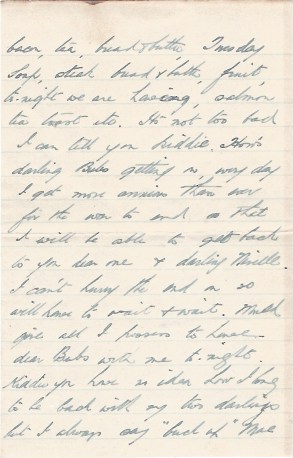 bacon, tea, bread & butter, Tuesday
Soup, steak bread & butter, fruit,
to-night we are having, salmon
tea toast etc. It's not too bad
I can tell you kiddie. How's
darling Bubs getting on, every day
I get more anxious than ever
for the war to end so that
I will be able to get back
to you dear one & darling
I can't hurry the end on so
will have to wait & wait. Would
give all I possess to have
dear Bubs with me to-night.
Kiddie you have no idea how I long
to be back with my two darlings
but I always say "buck up"